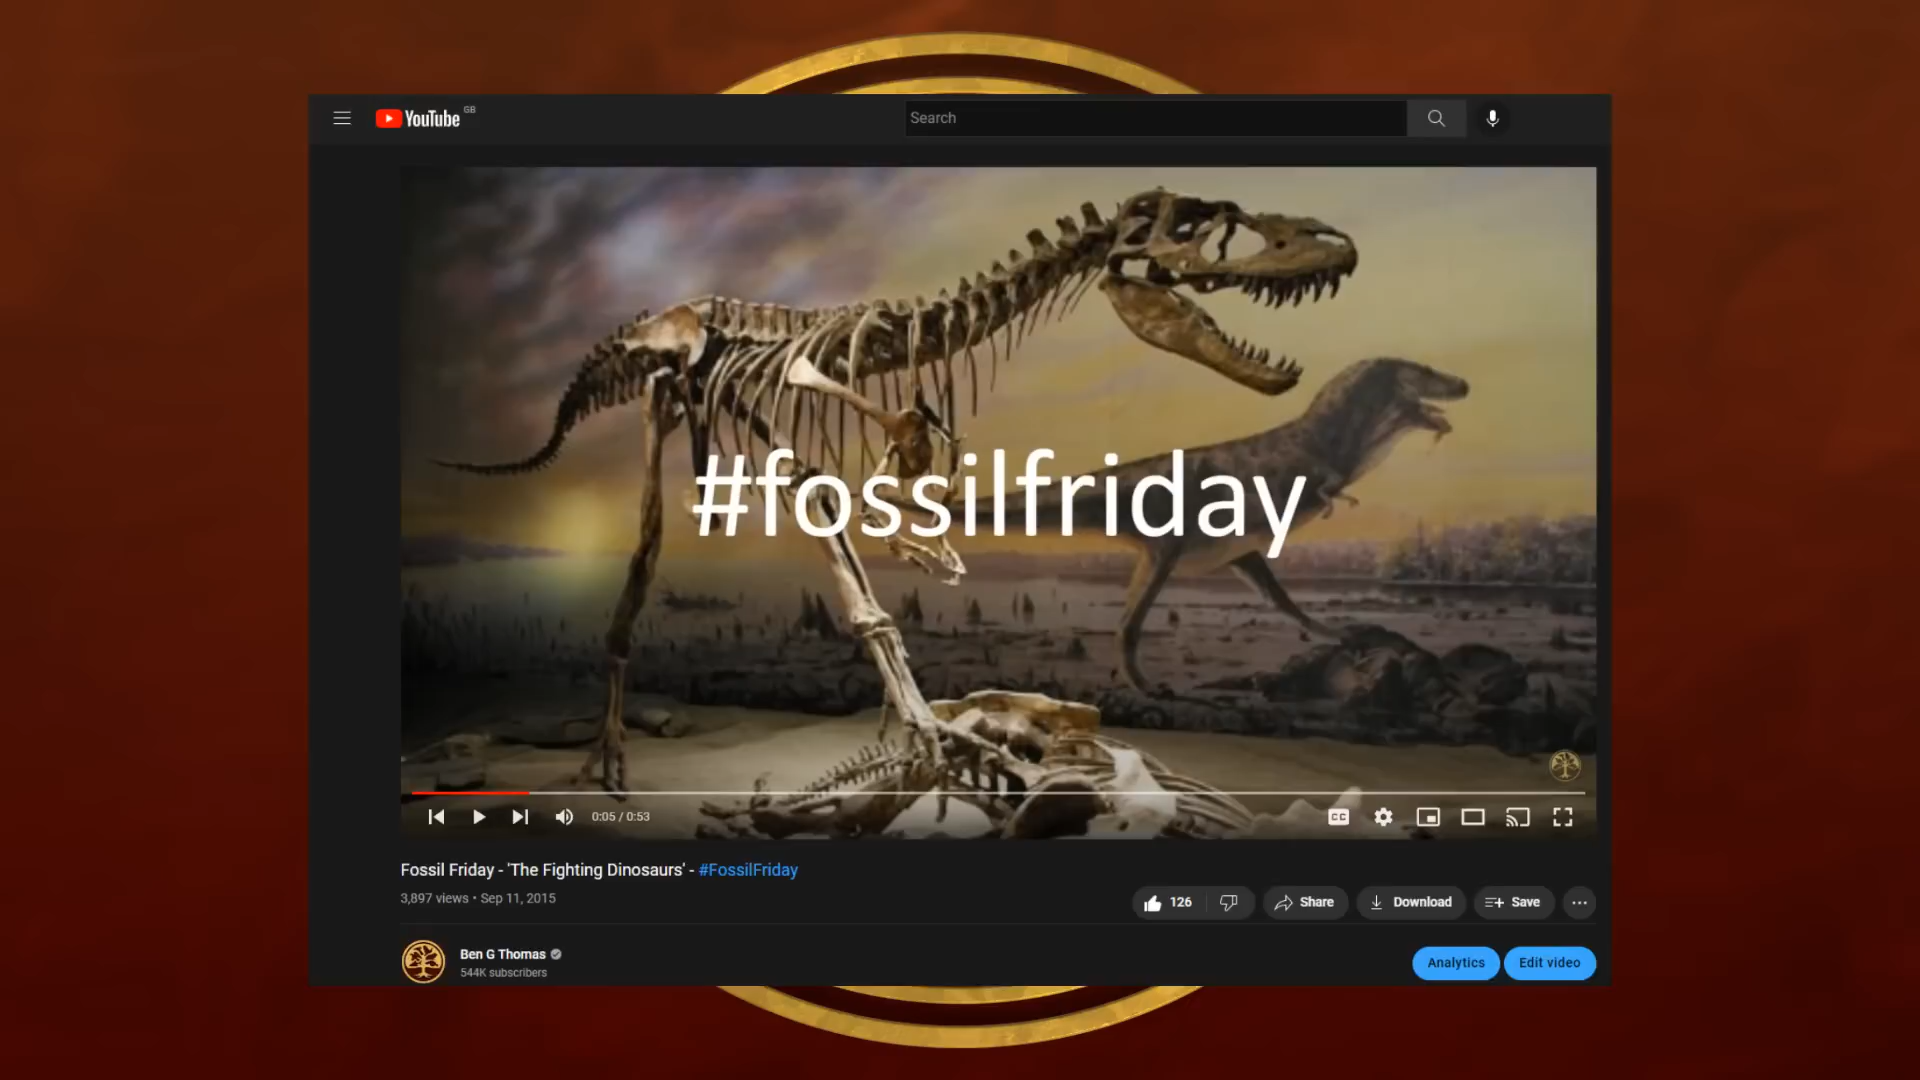 YouTube GB
Search
#fossilfriday
0:05 / 0:53
CC
Fossil Friday - 'The Fighting Dinosaurs' - #FossilFriday
3,897 views • Sep 11, 2015
126
Share
Download
Save
Ben G Thomas
544K subscribers
Analytics
Edit video